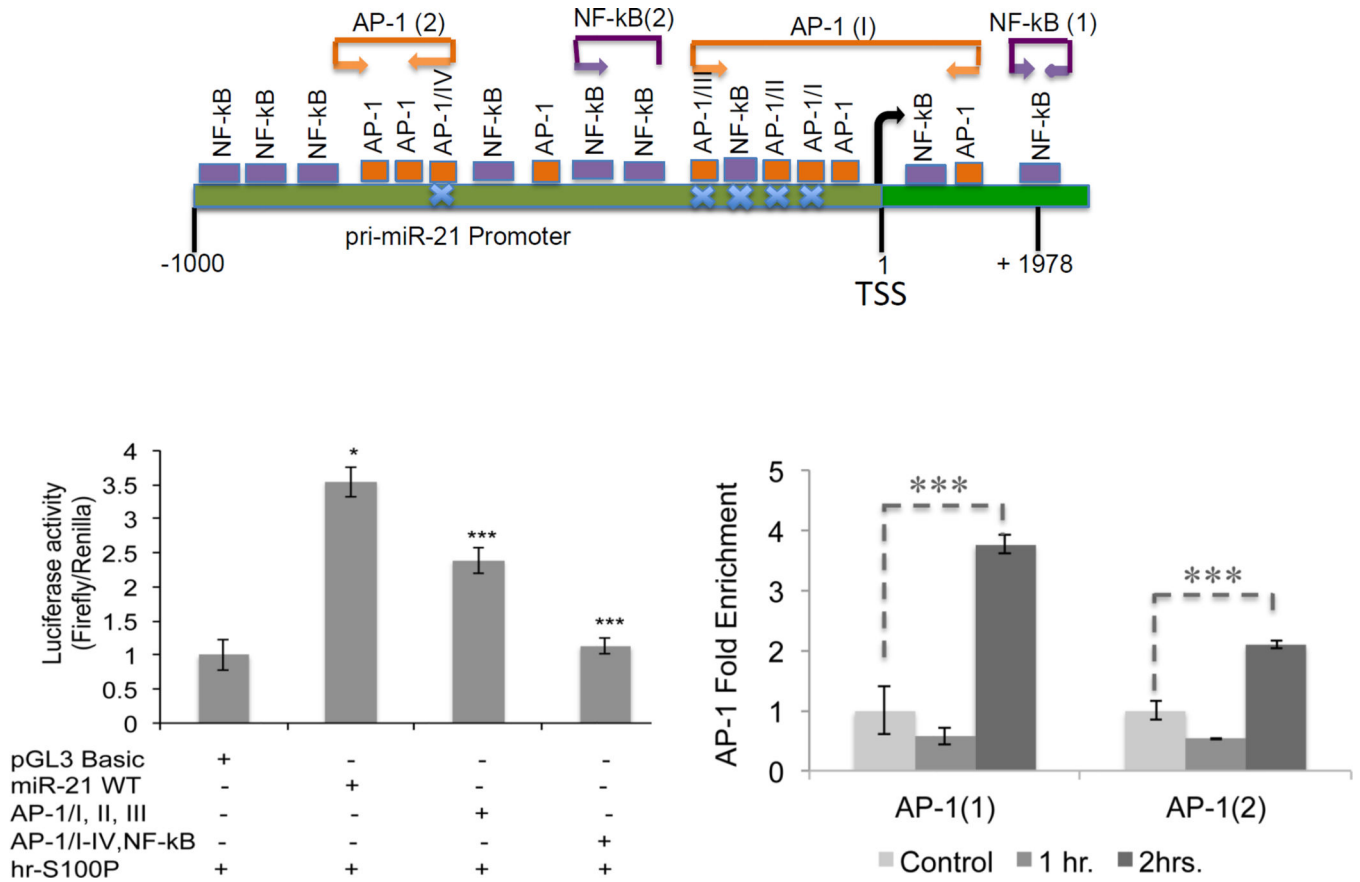 AP-1 (2) NF-kB(2) AP-1 (I) NF-kB (1)
NF-kB NF-kB NF-kB AP-1 AP-1 AP-1/IV NF-kB AP-1 NF-kB NF-kB AP-1/III NF-kB AP-1/II AP-1/I AP-1 NF-kB AP-1 NF-kB
pri-miR-21 Promoter
-1000 1 + 1978
TSS
Luciferase activity
(Firefly/Renilla)
4
3.5
3
2.5
2
1.5
1
0.5
0
* *** ***
pGL3 Basic + - - -
miR-21 WT - + - -
AP-1/I, II, III - - + -
AP-1/I-IV,NF-kB - - - +
hr-S100P + + + +
AP-1 Fold Enrichment
5
4
3
2
1
0
*** ***
AP-1(1) AP-1(2)
Control 1 hr. 2hrs.